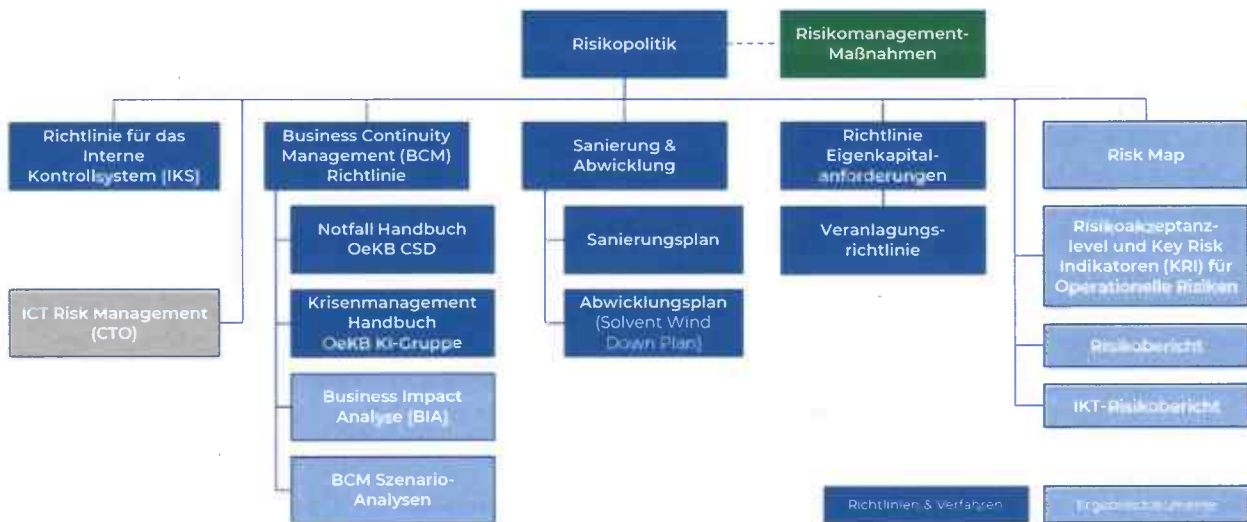 Risikopolitik
Risikomanagement-
Maßnahmen
Richtlinie für das
Interne
Kontrollsystem (IKS)
Business Continuity
Management (BCM)
Richtlinie
Sanierung &
Abwicklung
Richtlinie
Eigenkapital-
anforderungen
Risk Map
Notfall Handbuch
OeKB CSD
Sanierungsplan
Veranlagungs-
richtlinie
Risikoakzeptanz-
level und Key Risk
Indikatoren (KRI) für
Operationelle Risiken
ICT Risk Management
(CTO)
Krisenmanagement
Handbuch
OeKB KI-Gruppe
Abwicklungsplan
(Solvent Wind
Down Plan)
Risikobericht
Business Impact
Analyse (BIA)
IKT-Risikobericht
BCM Szenario-
Analysen
Richtlinien & Verfahren